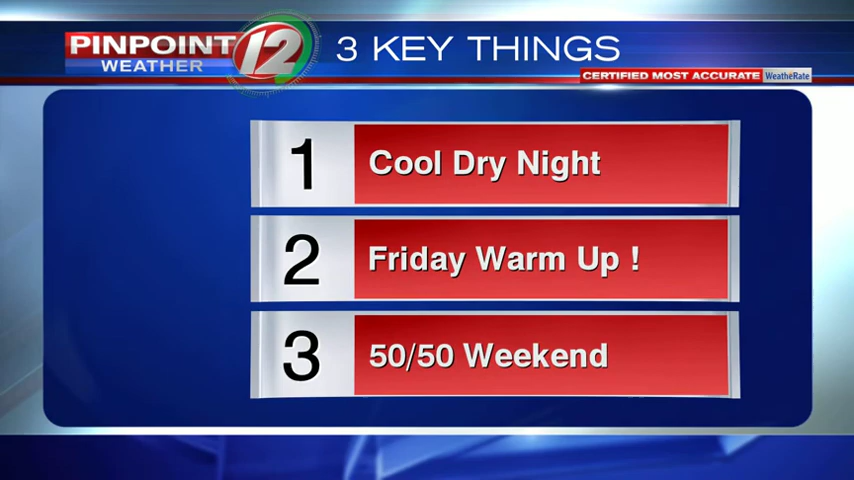 PINPOINT 12
WEATHER
3 KEY THINGS
CERTIFIED MOST ACCURATE WeatheRate
1 Cool Dry Night
2 Friday Warm Up !
3 50/50 Weekend